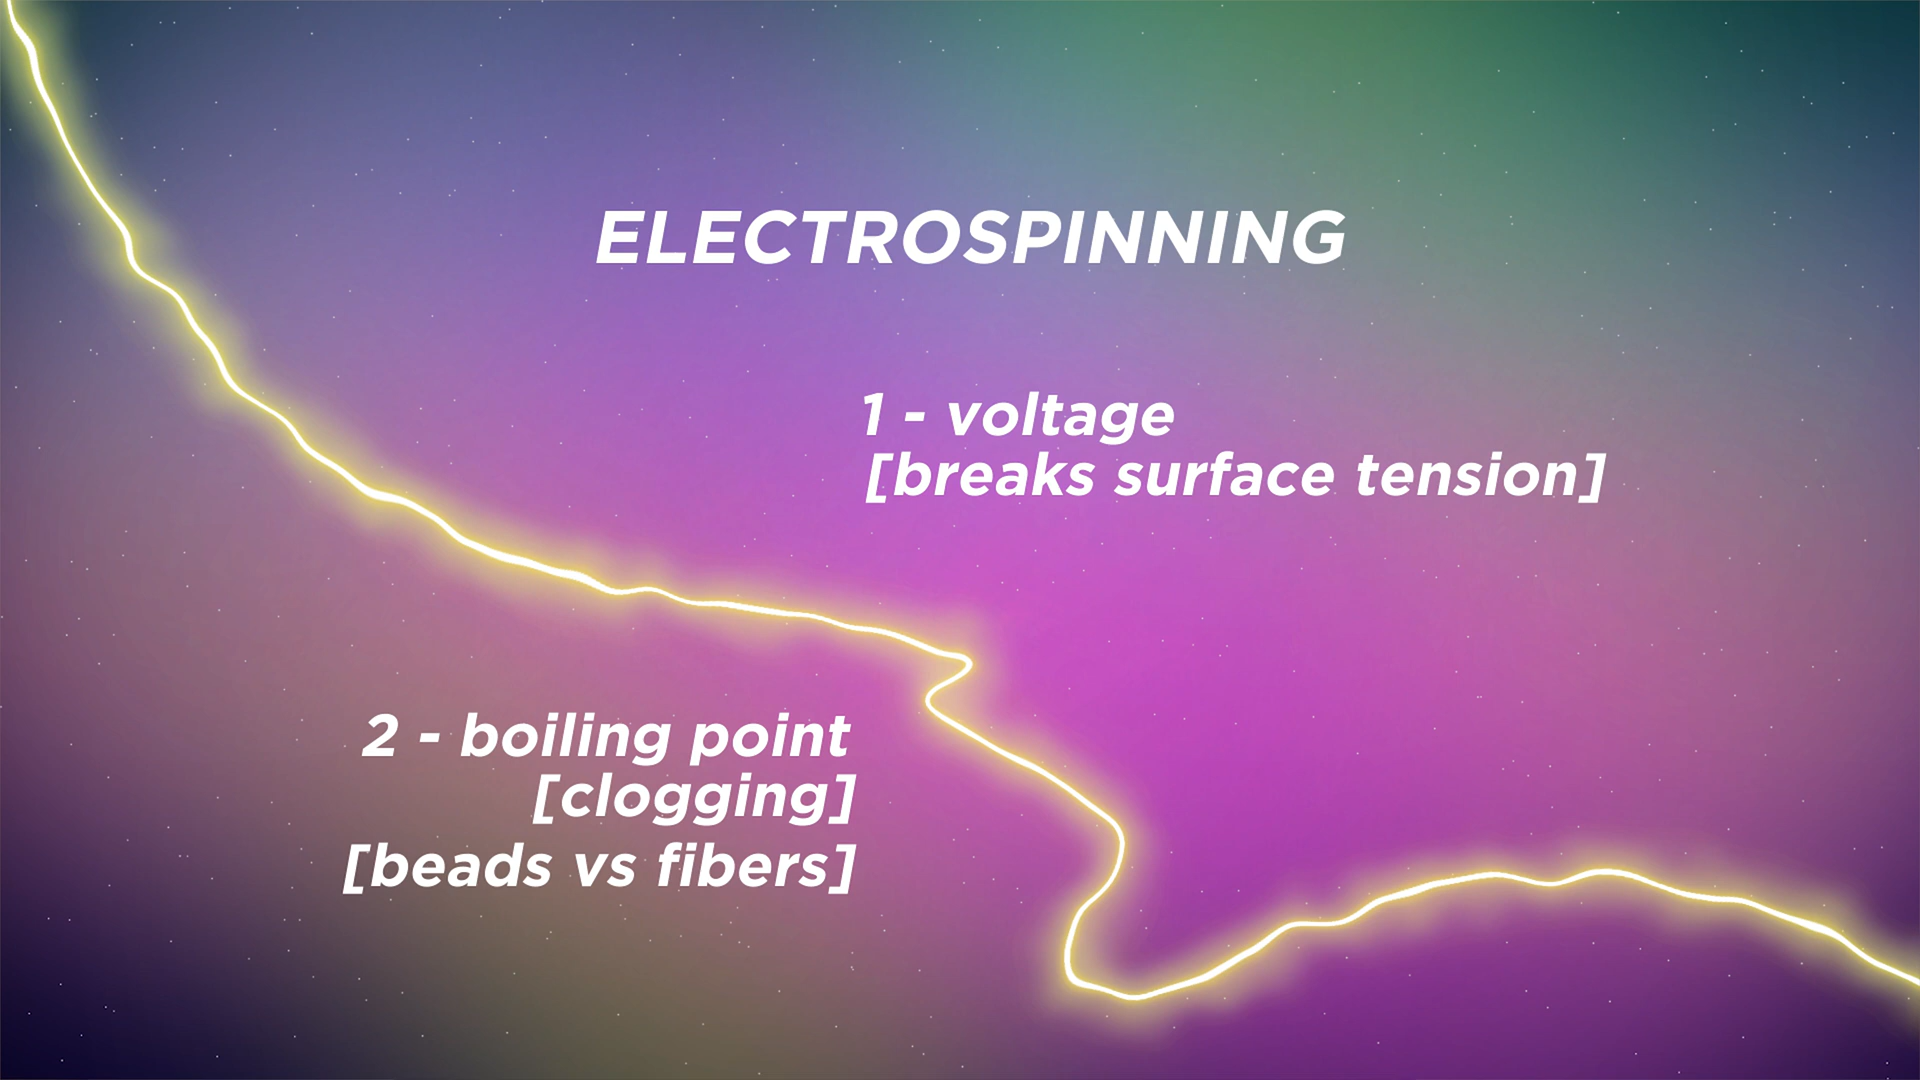 ELECTROSPINNING
1 - voltage
[breaks surface tension]
2 - boiling point
[clogging]
[beads vs fibers]